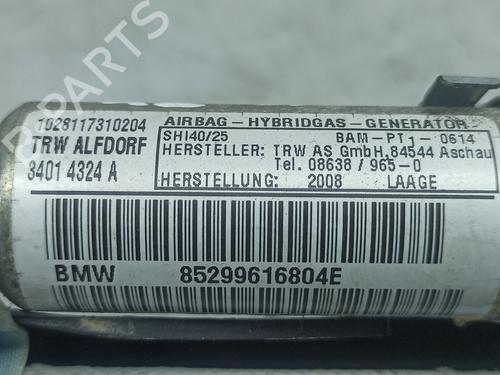 1028117310204
TRW ALFDORF
3401 4324 A
AIRBAG - HYBRIDGAS - GENERATOR
SHI40/25 BAM-PT1-0614
HERSTELLER: TRW AS GmbH,84544 Aschau
Tel. 08638 / 965-0
HERSTELLUNG: 2008 LAAGE
BMW 85299616804E